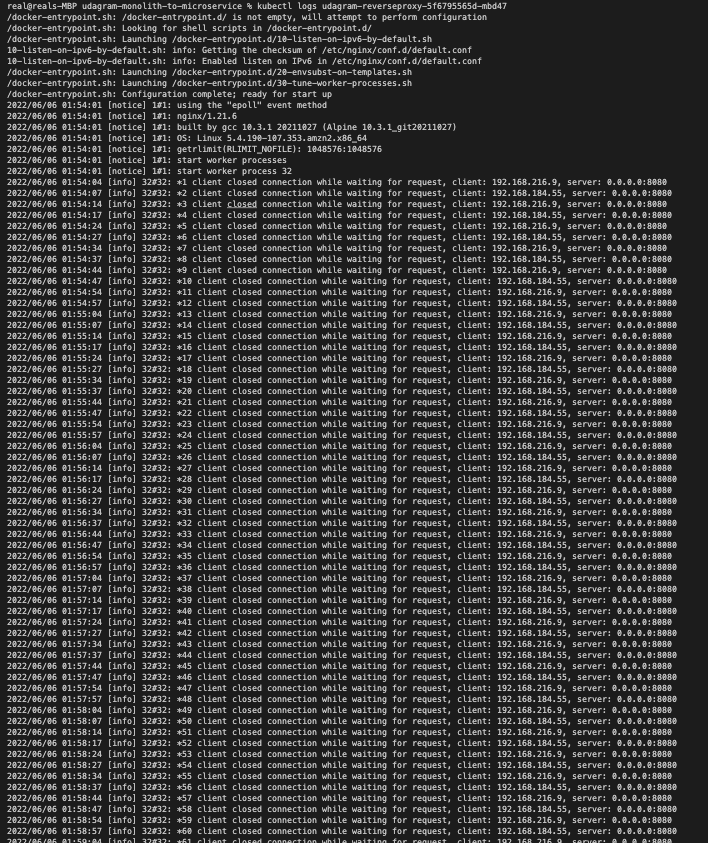 real@reals-MBP udagram-monolith-to-microservice % kubectl logs udagram-reverseproxy-5f6795565d-mbd47
/docker-entrypoint.sh: /docker-entrypoint.d/ is not empty, will attempt to perform configuration
/docker-entrypoint.sh: Looking for shell scripts in /docker-entrypoint.d/
/docker-entrypoint.sh: Launching /docker-entrypoint.d/10-listen-on-ipv6-by-default.sh
10-listen-on-ipv6-by-default.sh: info: Getting the checksum of /etc/nginx/conf.d/default.conf
10-listen-on-ipv6-by-default.sh: info: Enabled listen on IPv6 in /etc/nginx/conf.d/default.conf
/docker-entrypoint.sh: Launching /docker-entrypoint.d/20-envsubst-on-templates.sh
/docker-entrypoint.sh: Launching /docker-entrypoint.d/30-tune-worker-processes.sh
/docker-entrypoint.sh: Configuration complete; ready for start up
2022/06/06 01:54:01 [notice] 1#1: using the "epoll" event method
2022/06/06 01:54:01 [notice] 1#1: nginx/1.21.6
2022/06/06 01:54:01 [notice] 1#1: built by gcc 10.3.1 20211027 (Alpine 10.3.1_git20211027)
2022/06/06 01:54:01 [notice] 1#1: OS: Linux 5.4.190-107.353.amzn2.x86_64
2022/06/06 01:54:01 [notice] 1#1: getrlimit(RLIMIT_NOFILE): 1048576:1048576
2022/06/06 01:54:01 [notice] 1#1: start worker processes
2022/06/06 01:54:01 [notice] 1#1: start worker process 32
2022/06/06 01:54:04 [info] 32#32: *1 client closed connection while waiting for request, client: 192.168.216.9, server: 0.0.0.0:8080
2022/06/06 01:54:07 [info] 32#32: *2 client closed connection while waiting for request, client: 192.168.184.55, server: 0.0.0.0:8080
2022/06/06 01:54:14 [info] 32#32: *3 client closed connection while waiting for request, client: 192.168.216.9, server: 0.0.0.0:8080
2022/06/06 01:54:17 [info] 32#32: *4 client closed connection while waiting for request, client: 192.168.184.55, server: 0.0.0.0:8080
2022/06/06 01:54:24 [info] 32#32: *5 client closed connection while waiting for request, client: 192.168.216.9, server: 0.0.0.0:8080
2022/06/06 01:54:27 [info] 32#32: *6 client closed connection while waiting for request, client: 192.168.184.55, server: 0.0.0.0:8080
2022/06/06 01:54:34 [info] 32#32: *7 client closed connection while waiting for request, client: 192.168.216.9, server: 0.0.0.0:8080
2022/06/06 01:54:37 [info] 32#32: *8 client closed connection while waiting for request, client: 192.168.184.55, server: 0.0.0.0:8080
2022/06/06 01:54:44 [info] 32#32: *9 client closed connection while waiting for request, client: 192.168.216.9, server: 0.0.0.0:8080
2022/06/06 01:54:47 [info] 32#32: *10 client closed connection while waiting for request, client: 192.168.184.55, server: 0.0.0.0:8080
2022/06/06 01:54:54 [info] 32#32: *11 client closed connection while waiting for request, client: 192.168.216.9, server: 0.0.0.0:8080
2022/06/06 01:54:57 [info] 32#32: *12 client closed connection while waiting for request, client: 192.168.184.55, server: 0.0.0.0:8080
2022/06/06 01:55:04 [info] 32#32: *13 client closed connection while waiting for request, client: 192.168.216.9, server: 0.0.0.0:8080
2022/06/06 01:55:07 [info] 32#32: *14 client closed connection while waiting for request, client: 192.168.184.55, server: 0.0.0.0:8080
2022/06/06 01:55:14 [info] 32#32: *15 client closed connection while waiting for request, client: 192.168.216.9, server: 0.0.0.0:8080
2022/06/06 01:55:17 [info] 32#32: *16 client closed connection while waiting for request, client: 192.168.184.55, server: 0.0.0.0:8080
2022/06/06 01:55:24 [info] 32#32: *17 client closed connection while waiting for request, client: 192.168.216.9, server: 0.0.0.0:8080
2022/06/06 01:55:27 [info] 32#32: *18 client closed connection while waiting for request, client: 192.168.184.55, server: 0.0.0.0:8080
2022/06/06 01:55:34 [info] 32#32: *19 client closed connection while waiting for request, client: 192.168.216.9, server: 0.0.0.0:8080
2022/06/06 01:55:37 [info] 32#32: *20 client closed connection while waiting for request, client: 192.168.184.55, server: 0.0.0.0:8080
2022/06/06 01:55:44 [info] 32#32: *21 client closed connection while waiting for request, client: 192.168.216.9, server: 0.0.0.0:8080
2022/06/06 01:55:47 [info] 32#32: *22 client closed connection while waiting for request, client: 192.168.184.55, server: 0.0.0.0:8080
2022/06/06 01:55:54 [info] 32#32: *23 client closed connection while waiting for request, client: 192.168.216.9, server: 0.0.0.0:8080
2022/06/06 01:55:57 [info] 32#32: *24 client closed connection while waiting for request, client: 192.168.184.55, server: 0.0.0.0:8080
2022/06/06 01:56:04 [info] 32#32: *25 client closed connection while waiting for request, client: 192.168.216.9, server: 0.0.0.0:8080
2022/06/06 01:56:07 [info] 32#32: *26 client closed connection while waiting for request, client: 192.168.184.55, server: 0.0.0.0:8080
2022/06/06 01:56:14 [info] 32#32: *27 client closed connection while waiting for request, client: 192.168.216.9, server: 0.0.0.0:8080
2022/06/06 01:56:17 [info] 32#32: *28 client closed connection while waiting for request, client: 192.168.184.55, server: 0.0.0.0:8080
2022/06/06 01:56:24 [info] 32#32: *29 client closed connection while waiting for request, client: 192.168.216.9, server: 0.0.0.0:8080
2022/06/06 01:56:27 [info] 32#32: *30 client closed connection while waiting for request, client: 192.168.184.55, server: 0.0.0.0:8080
2022/06/06 01:56:34 [info] 32#32: *31 client closed connection while waiting for request, client: 192.168.216.9, server: 0.0.0.0:8080
2022/06/06 01:56:37 [info] 32#32: *32 client closed connection while waiting for request, client: 192.168.184.55, server: 0.0.0.0:8080
2022/06/06 01:56:44 [info] 32#32: *33 client closed connection while waiting for request, client: 192.168.216.9, server: 0.0.0.0:8080
2022/06/06 01:56:47 [info] 32#32: *34 client closed connection while waiting for request, client: 192.168.184.55, server: 0.0.0.0:8080
2022/06/06 01:56:54 [info] 32#32: *35 client closed connection while waiting for request, client: 192.168.216.9, server: 0.0.0.0:8080
2022/06/06 01:56:57 [info] 32#32: *36 client closed connection while waiting for request, client: 192.168.184.55, server: 0.0.0.0:8080
2022/06/06 01:57:04 [info] 32#32: *37 client closed connection while waiting for request, client: 192.168.216.9, server: 0.0.0.0:8080
2022/06/06 01:57:07 [info] 32#32: *38 client closed connection while waiting for request, client: 192.168.184.55, server: 0.0.0.0:8080
2022/06/06 01:57:14 [info] 32#32: *39 client closed connection while waiting for request, client: 192.168.216.9, server: 0.0.0.0:8080
2022/06/06 01:57:17 [info] 32#32: *40 client closed connection while waiting for request, client: 192.168.184.55, server: 0.0.0.0:8080
2022/06/06 01:57:24 [info] 32#32: *41 client closed connection while waiting for request, client: 192.168.216.9, server: 0.0.0.0:8080
2022/06/06 01:57:27 [info] 32#32: *42 client closed connection while waiting for request, client: 192.168.184.55, server: 0.0.0.0:8080
2022/06/06 01:57:34 [info] 32#32: *43 client closed connection while waiting for request, client: 192.168.216.9, server: 0.0.0.0:8080
2022/06/06 01:57:37 [info] 32#32: *44 client closed connection while waiting for request, client: 192.168.184.55, server: 0.0.0.0:8080
2022/06/06 01:57:44 [info] 32#32: *45 client closed connection while waiting for request, client: 192.168.216.9, server: 0.0.0.0:8080
2022/06/06 01:57:47 [info] 32#32: *46 client closed connection while waiting for request, client: 192.168.184.55, server: 0.0.0.0:8080
2022/06/06 01:57:54 [info] 32#32: *47 client closed connection while waiting for request, client: 192.168.216.9, server: 0.0.0.0:8080
2022/06/06 01:57:57 [info] 32#32: *48 client closed connection while waiting for request, client: 192.168.184.55, server: 0.0.0.0:8080
2022/06/06 01:58:04 [info] 32#32: *49 client closed connection while waiting for request, client: 192.168.216.9, server: 0.0.0.0:8080
2022/06/06 01:58:07 [info] 32#32: *50 client closed connection while waiting for request, client: 192.168.184.55, server: 0.0.0.0:8080
2022/06/06 01:58:14 [info] 32#32: *51 client closed connection while waiting for request, client: 192.168.216.9, server: 0.0.0.0:8080
2022/06/06 01:58:17 [info] 32#32: *52 client closed connection while waiting for request, client: 192.168.184.55, server: 0.0.0.0:8080
2022/06/06 01:58:24 [info] 32#32: *53 client closed connection while waiting for request, client: 192.168.216.9, server: 0.0.0.0:8080
2022/06/06 01:58:27 [info] 32#32: *54 client closed connection while waiting for request, client: 192.168.184.55, server: 0.0.0.0:8080
2022/06/06 01:58:34 [info] 32#32: *55 client closed connection while waiting for request, client: 192.168.216.9, server: 0.0.0.0:8080
2022/06/06 01:58:37 [info] 32#32: *56 client closed connection while waiting for request, client: 192.168.184.55, server: 0.0.0.0:8080
2022/06/06 01:58:44 [info] 32#32: *57 client closed connection while waiting for request, client: 192.168.216.9, server: 0.0.0.0:8080
2022/06/06 01:58:47 [info] 32#32: *58 client closed connection while waiting for request, client: 192.168.184.55, server: 0.0.0.0:8080
2022/06/06 01:58:54 [info] 32#32: *59 client closed connection while waiting for request, client: 192.168.216.9, server: 0.0.0.0:8080
2022/06/06 01:58:57 [info] 32#32: *60 client closed connection while waiting for request, client: 192.168.184.55, server: 0.0.0.0:8080
2022/06/06 01:59:04 [info] 32#32: *61 client closed connection while waiting for request, client: 192.168.216.9, server: 0.0.0.0:8080